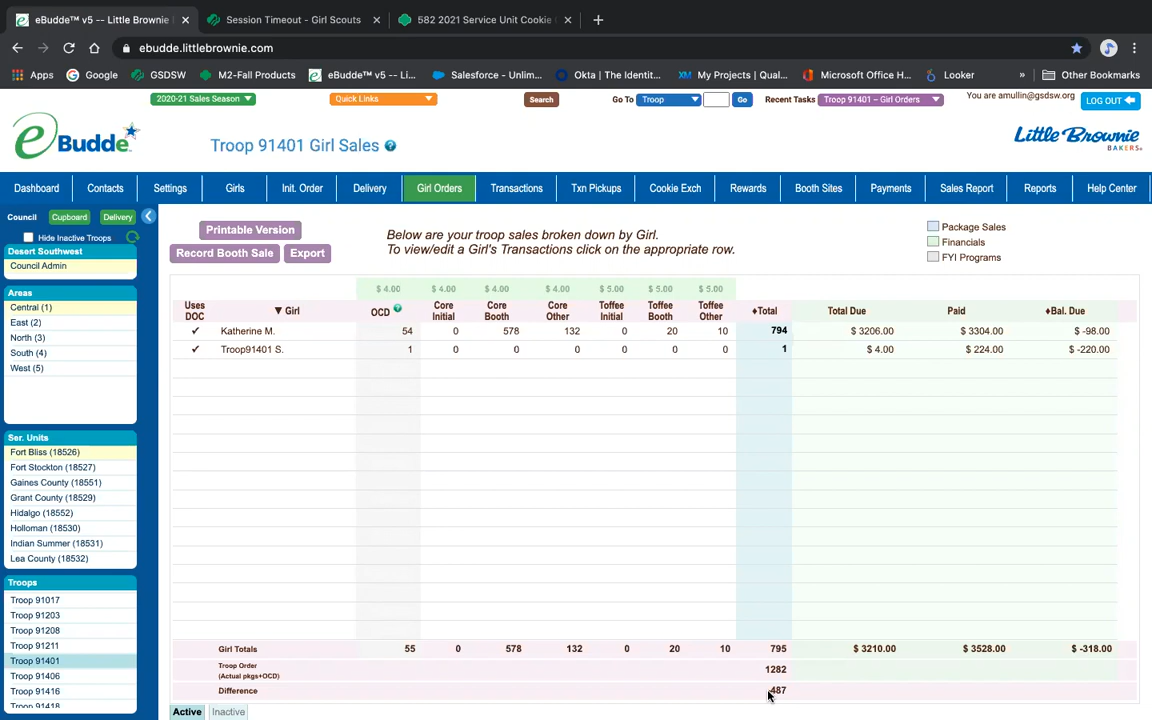 eBudde™ v5 -- Little Brownie
Session Timeout - Girl Scouts
582 2021 Service Unit Cookie
ebudde.littlebrownie.com
Apps Google GSDSW M2-Fall Products eBudde™ v5 -- Li... Salesforce - Unlim... Okta | The Identit... My Projects | Qual... Microsoft Office H... Looker » Other Bookmarks
2020-21 Sales Season Quick Links Search Go To Troop Go Recent Tasks Troop 91401 – Girl Orders You are amullin@gsdsw.org LOG OUT
eBudde Troop 91401 Girl Sales ? Little Brownie
BAKERS
Dashboard Contacts Settings Girls Init. Order Delivery Girl Orders Transactions Txn Pickups Cookie Exch Rewards Booth Sites Payments Sales Report Reports Help Center
Council Cupboard Delivery
Hide Inactive Troops
Desert Southwest
Council Admin
Areas
Central (1)
East (2)
North (3)
South (4)
West (5)
Ser. Units
Fort Bliss (18526)
Fort Stockton (18527)
Gaines County (18551)
Grant County (18529)
Hidalgo (18552)
Holloman (18530)
Indian Summer (18531)
Lea County (18532)
Troops
Troop 91017
Troop 91203
Troop 91208
Troop 91211
Troop 91401
Troop 91406
Troop 91416
Troop 91418
Printable Version
Record Booth Sale Export
Below are your troop sales broken down by Girl.
To view/edit a Girl's Transactions click on the appropriate row.
Package Sales
Financials
FYI Programs
$ 4.00 $ 4.00 $ 4.00 $ 4.00 $ 5.00 $ 5.00 $ 5.00
Uses DOC ▼ Girl OCD ? Core Initial Core Booth Core Other Toffee Initial Toffee Booth Toffee Other ♦Total Total Due Paid ♦Bal. Due
✓ Katherine M. 54 0 578 132 0 20 10 794 $ 3206.00 $ 3304.00 $ -98.00
✓ Troop91401 S. 1 0 0 0 0 0 0 1 $ 4.00 $ 224.00 $ -220.00
Girl Totals 55 0 578 132 0 20 10 795 $ 3210.00 $ 3528.00 $ -318.00
Troop Order
(Actual pkgs+OCD) 1282
Difference 487
Active Inactive